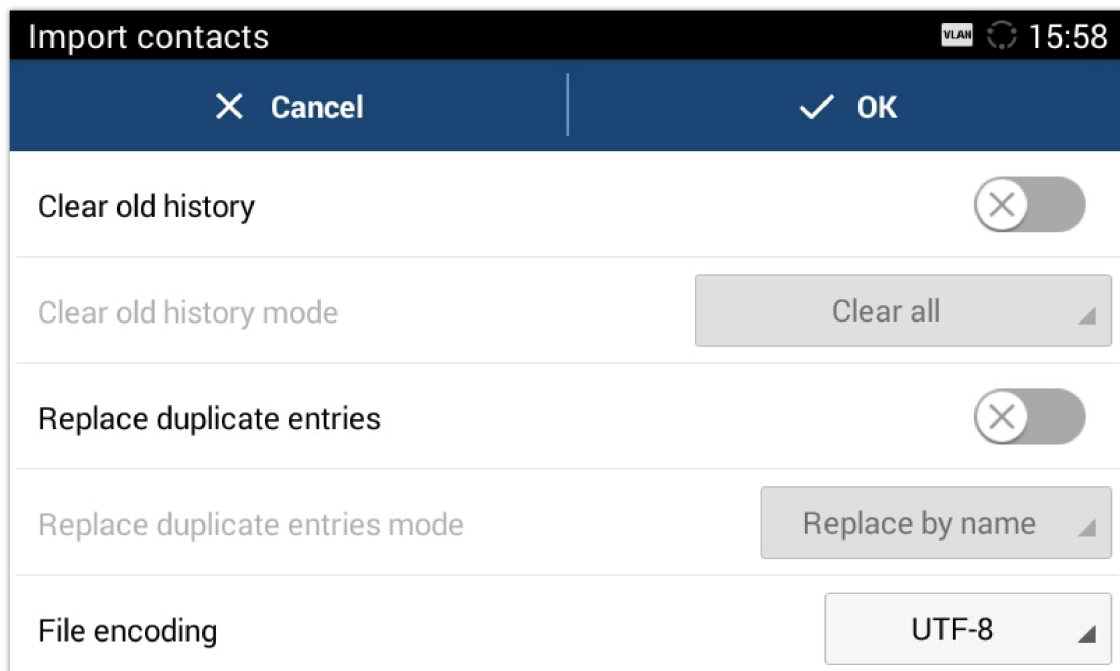 Import contacts VLAN 15:58
Cancel OK
Clear old history
Clear old history mode Clear all
Replace duplicate entries
Replace duplicate entries mode Replace by name
File encoding UTF-8